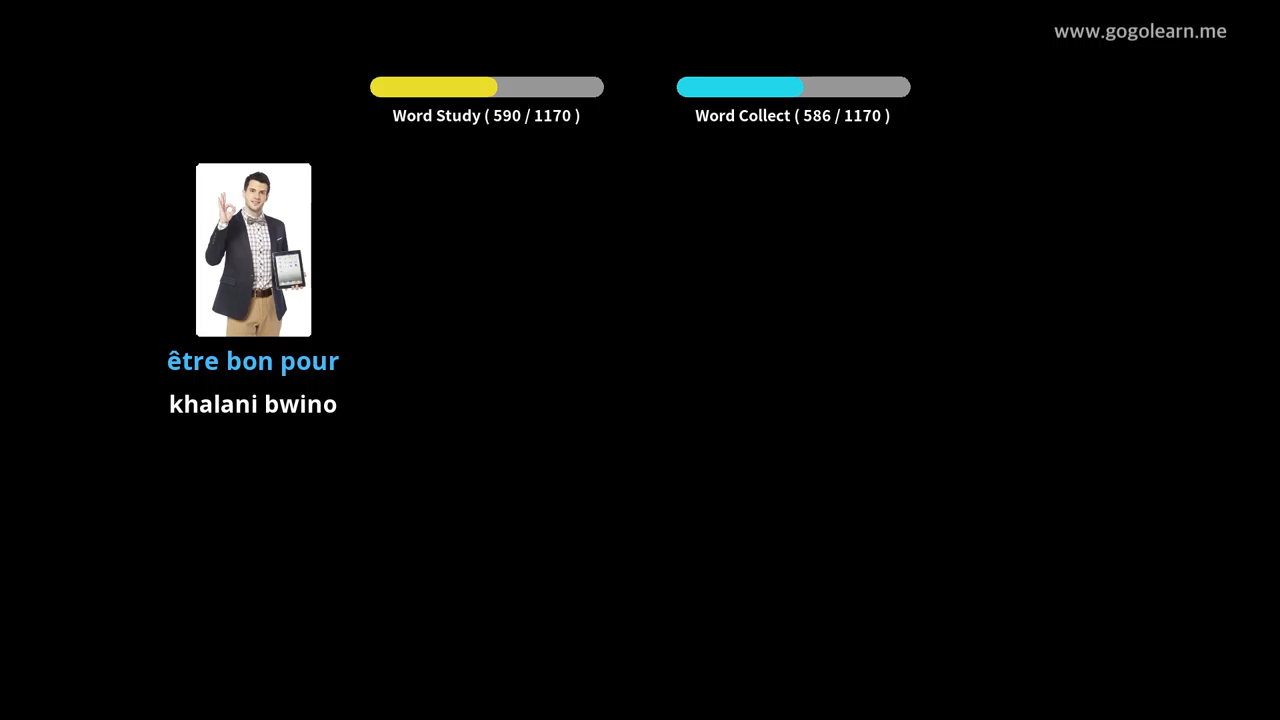 www.gogolearn.me
Word Study ( 590 / 1170 )
Word Collect ( 586 / 1170 )
être bon pour
khalani bwino